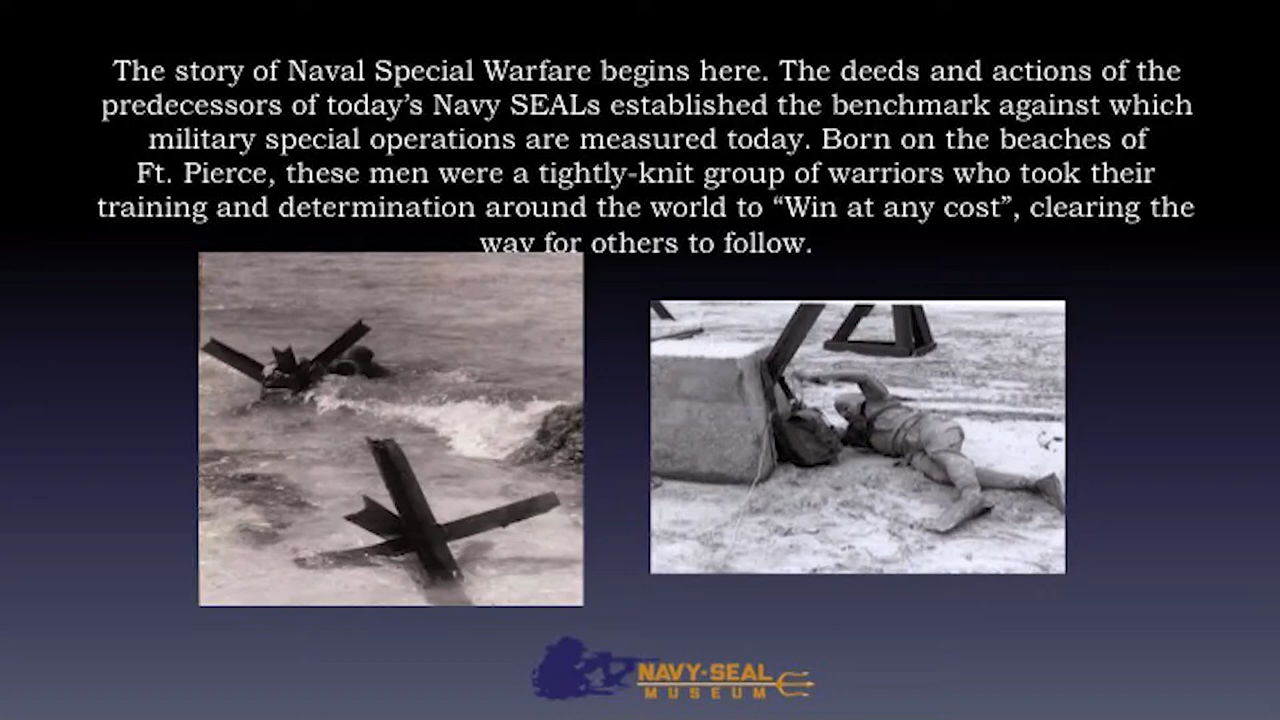 The story of Naval Special Warfare begins here. The deeds and actions of the
predecessors of today’s Navy SEALs established the benchmark against which
military special operations are measured today. Born on the beaches of
Ft. Pierce, these men were a tightly-knit group of warriors who took their
training and determination around the world to “Win at any cost”, clearing the
way for others to follow.
NAVY-SEAL
MUSEUM